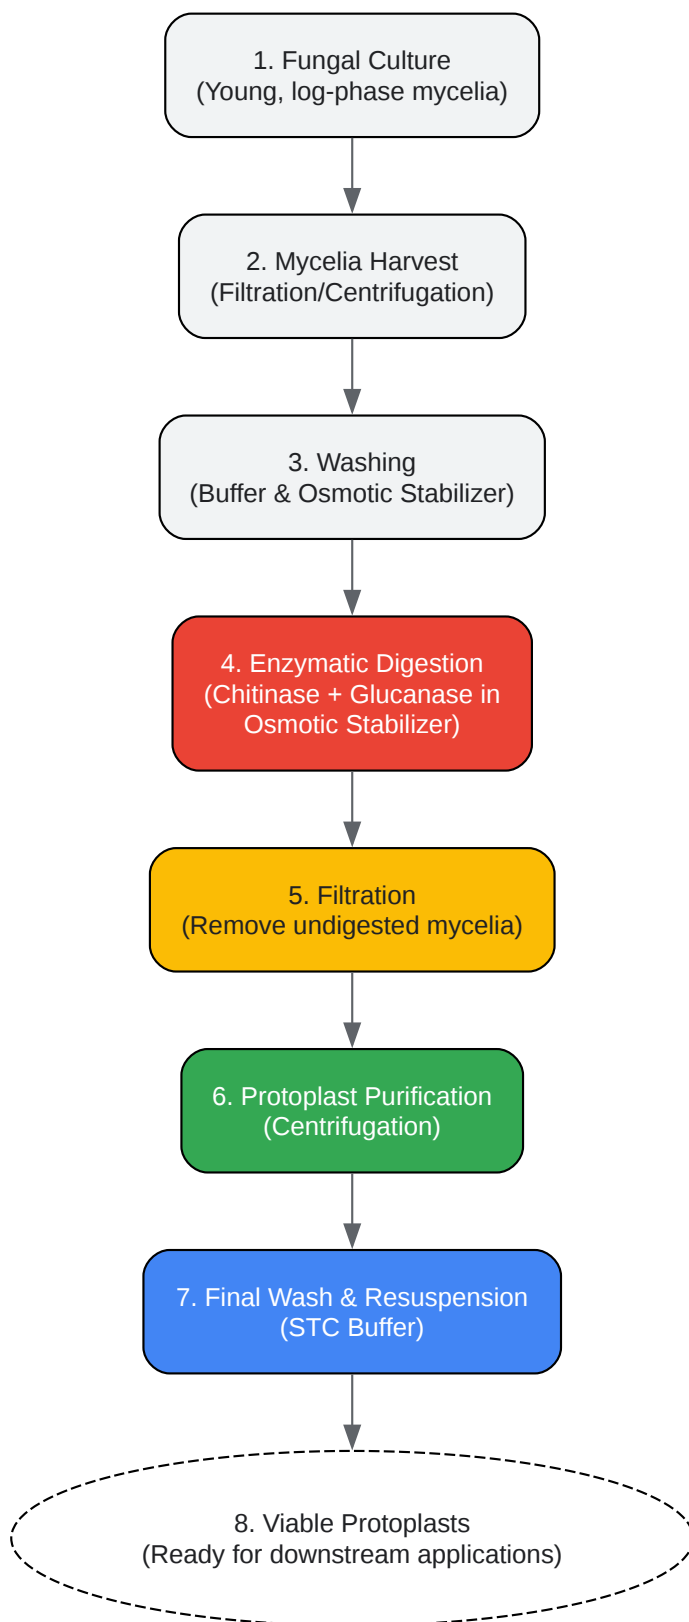 1. Fungal Culture
(Young, log-phase mycelia)
2. Mycelia Harvest
(Filtration/Centrifugation)
3. Washing
(Buffer & Osmotic Stabilizer)
4. Enzymatic Digestion
(Chitinase + Glucanase in
Osmotic Stabilizer)
5. Filtration
(Remove undigested mycelia)
6. Protoplast Purification
(Centrifugation)
7. Final Wash & Resuspension
(STC Buffer)
8. Viable Protoplasts
(Ready for downstream applications)